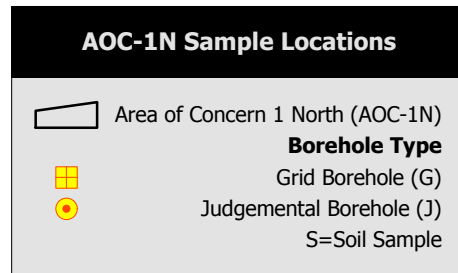 AOC-1N Sample Locations
Area of Concern 1 North (AOC-1N)
Borehole Type
Grid Borehole (G)
Judgemental Borehole (J)
S=Soil Sample